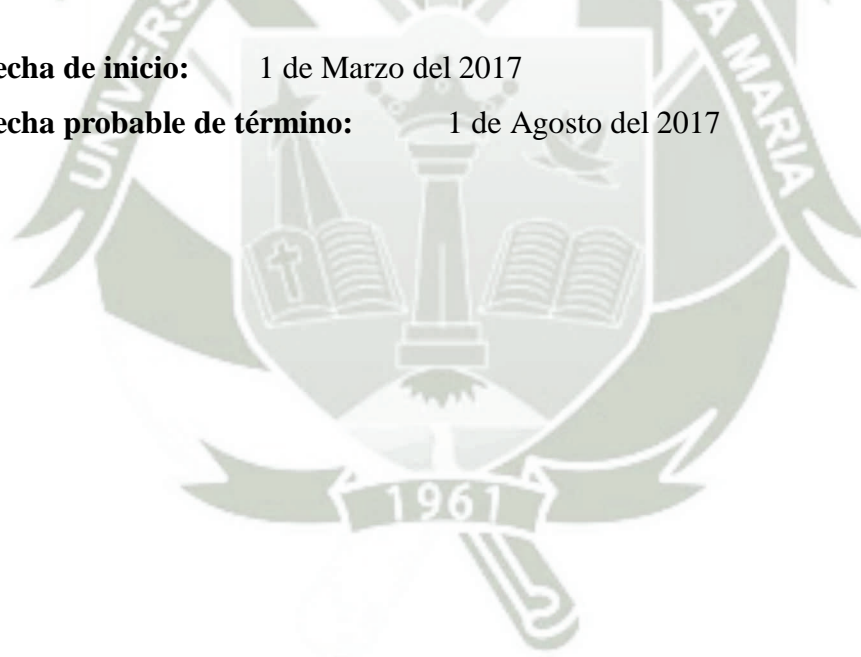 echa de inicio: 1 de Marzo del 2017
echa probable de término: 1 de Agosto del 2017
UNIVERS
A MARIA
1961